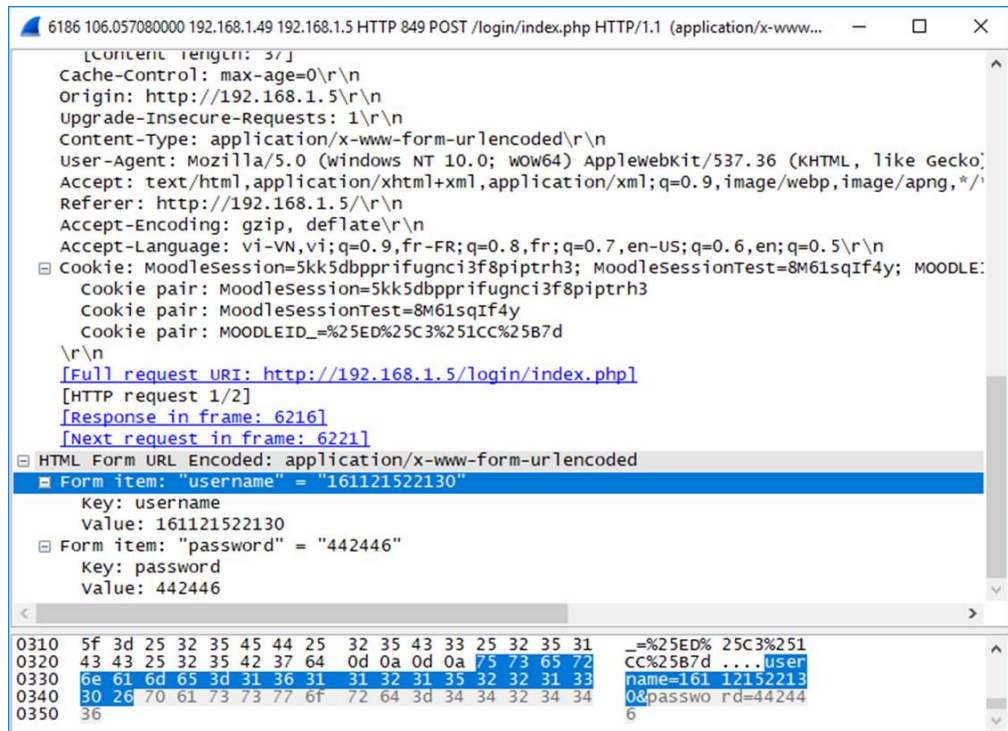 6186 106.057080000 192.168.1.49 192.168.1.5 HTTP 849 POST /login/index.php HTTP/1.1 (application/x-www...
[Content length: 37]
Cache-Control: max-age=0\r\n
Origin: http://192.168.1.5\r\n
Upgrade-Insecure-Requests: 1\r\n
Content-Type: application/x-www-form-urlencoded\r\n
User-Agent: Mozilla/5.0 (Windows NT 10.0; WOW64) AppleWebKit/537.36 (KHTML, like Gecko)
Accept: text/html,application/xhtml+xml,application/xml;q=0.9,image/webp,image/apng,*/*
Referer: http://192.168.1.5/\r\n
Accept-Encoding: gzip, deflate\r\n
Accept-Language: vi-VN,vi;q=0.9,fr-FR;q=0.8,fr;q=0.7,en-US;q=0.6,en;q=0.5\r\n
Cookie: MoodleSession=5kk5dbpprifugnci3f8piptrh3; MoodleSessionTest=8M61sqIf4y; MOODLE
Cookie pair: MoodleSession=5kk5dbpprifugnci3f8piptrh3
Cookie pair: MoodleSessionTest=8M61sqIf4y
Cookie pair: MOODLEID_=%25ED%25C3%251CC%25B7d
\r\n
[Full request URI: http://192.168.1.5/login/index.php]
[HTTP request 1/2]
[Response in frame: 6216]
[Next request in frame: 6221]
HTML Form URL Encoded: application/x-www-form-urlencoded
Form item: "username" = "161121522130"
Key: username
Value: 161121522130
Form item: "password" = "442446"
Key: password
Value: 442446
0310 5f 3d 25 32 35 45 44 25 32 35 43 33 25 32 35 31 _=%25ED% 25C3%251
0320 43 43 25 32 35 42 37 64 0d 0a 0d 0a 75 73 65 72 CC%25B7d ....user
0330 6e 61 6d 65 3d 31 36 31 31 32 31 35 32 32 31 33 name=161 12152213
0340 30 26 70 61 73 73 77 6f 72 64 3d 34 34 32 34 34 0&passwo rd=44244
0350 36 6